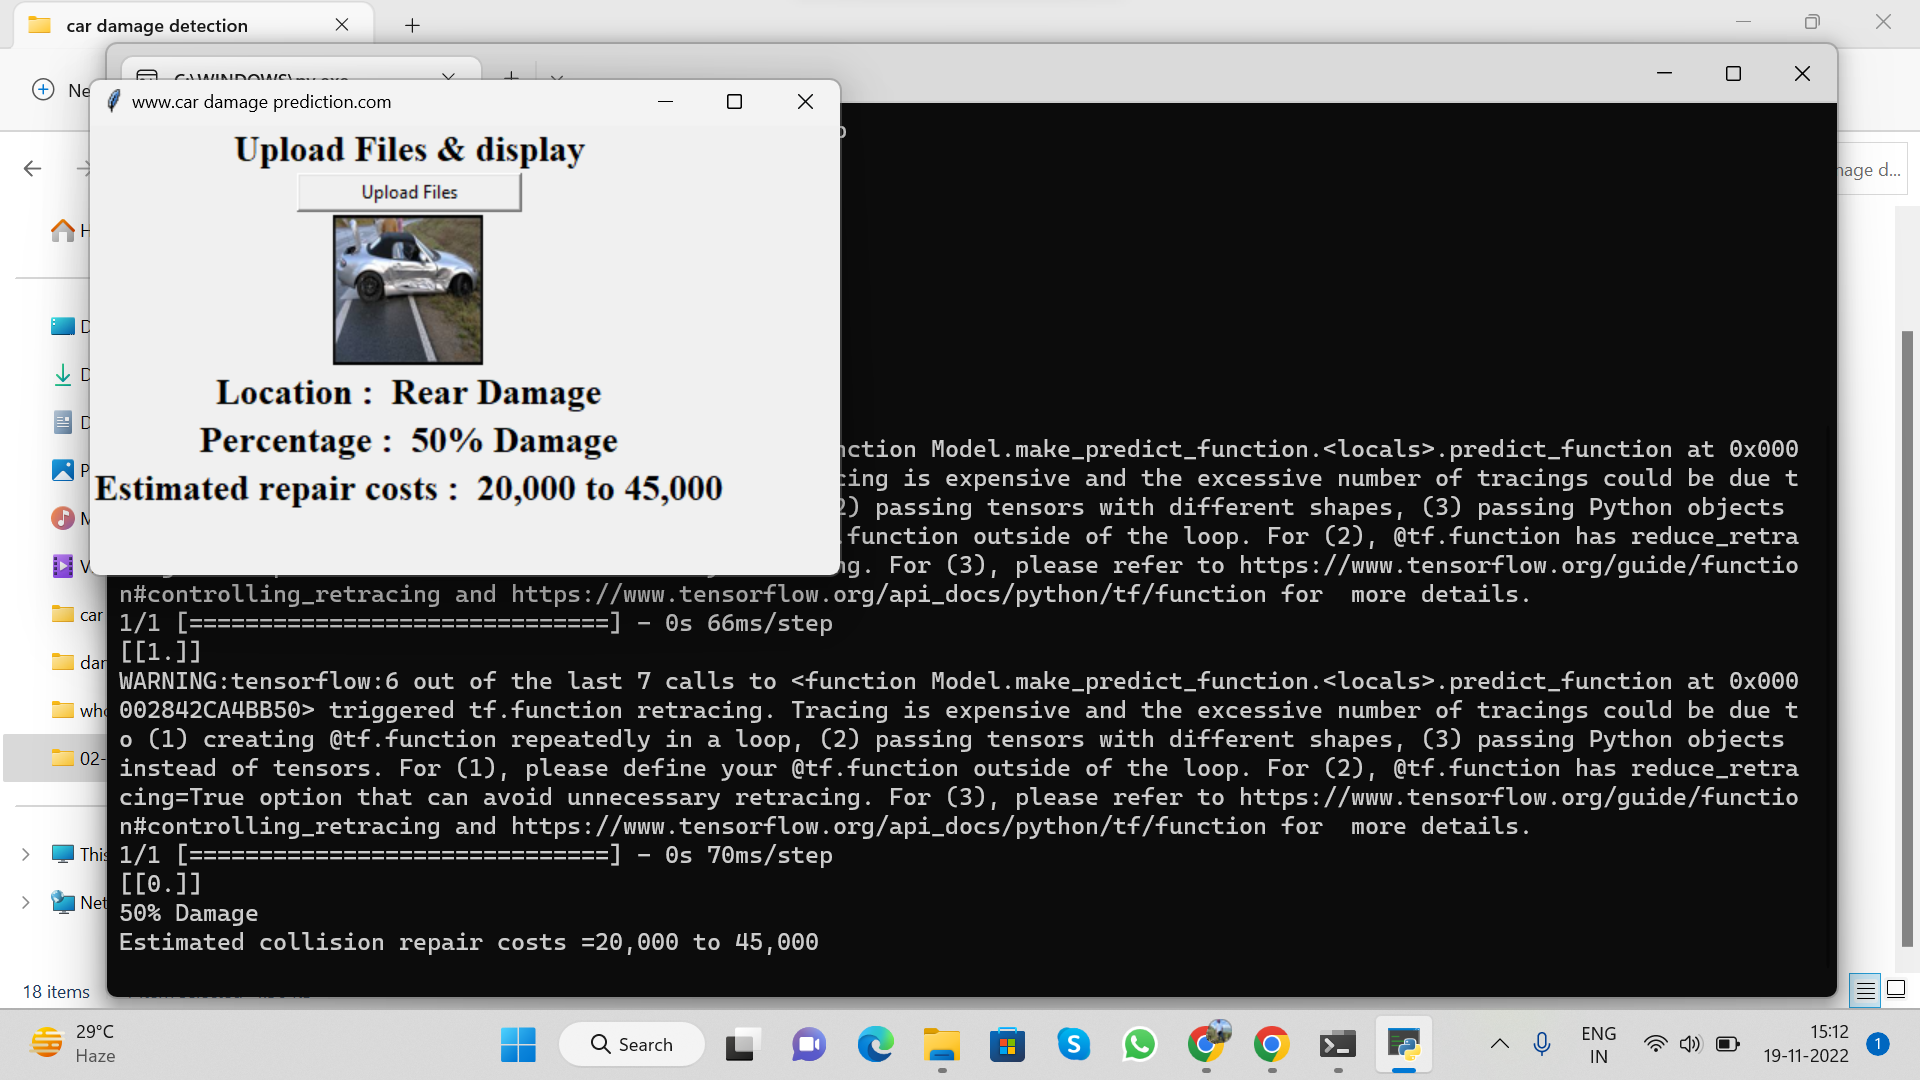 car damage detection
C:\WINDOWS\py.exe
www.car damage prediction.com
Upload Files & display
Upload Files
Location : Rear Damage
Percentage : 50% Damage
Estimated repair costs : 20,000 to 45,000
nction Model.make_predict_function.<locals>.predict_function at 0x000
cing is expensive and the excessive number of tracings could be due t
2) passing tensors with different shapes, (3) passing Python objects
.function outside of the loop. For (2), @tf.function has reduce_retra
ng. For (3), please refer to https://www.tensorflow.org/guide/functio
n#controlling_retracing and https://www.tensorflow.org/api_docs/python/tf/function for  more details.
1/1 [==============================] - 0s 66ms/step
[[1.]]
WARNING:tensorflow:6 out of the last 7 calls to <function Model.make_predict_function.<locals>.predict_function at 0x000
002842CA4BB50> triggered tf.function retracing. Tracing is expensive and the excessive number of tracings could be due t
o (1) creating @tf.function repeatedly in a loop, (2) passing tensors with different shapes, (3) passing Python objects
instead of tensors. For (1), please define your @tf.function outside of the loop. For (2), @tf.function has reduce_retra
cing=True option that can avoid unnecessary retracing. For (3), please refer to https://www.tensorflow.org/guide/functio
n#controlling_retracing and https://www.tensorflow.org/api_docs/python/tf/function for  more details.
1/1 [==============================] - 0s 70ms/step
[[0.]]
50% Damage
Estimated collision repair costs =20,000 to 45,000
Ne
nage d...
H
D
D
D
P
M
V
car
dar
who
02-
This
Net
18 items
29°C
Haze
Search
ENG
IN
15:12
19-11-2022
1